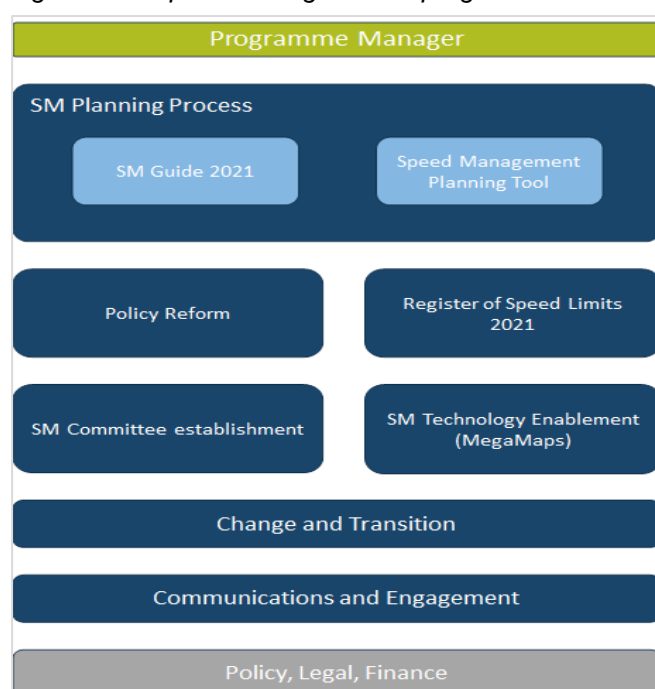 Programme Manager
SM Planning Process
SM Guide 2021
Speed Management
Planning Tool
Policy Reform
Register of Speed Limits
2021
SM Committee establishment
SM Technology Enablement
(MegaMaps)
Change and Transition
Communications and Engagement
Policy, Legal, Finance